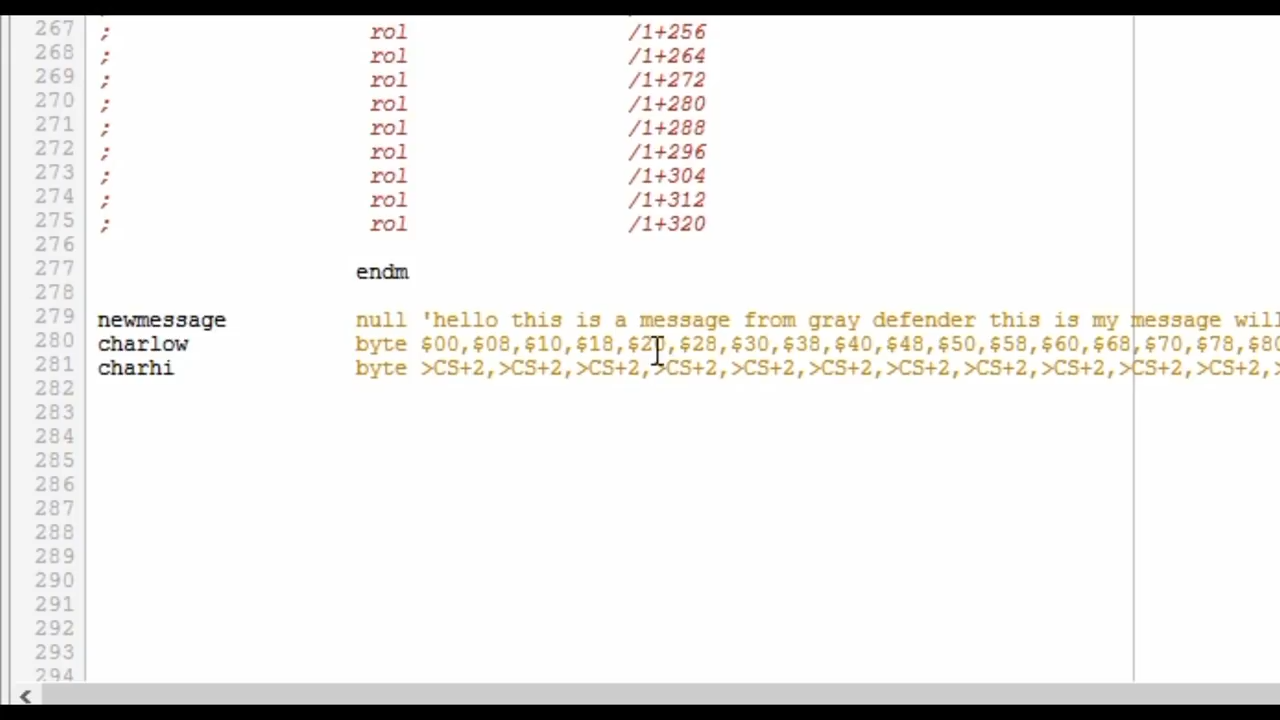 267 ; rol /1+256
268 ; rol /1+264
269 ; rol /1+272
270 ; rol /1+280
271 ; rol /1+288
272 ; rol /1+296
273 ; rol /1+304
274 ; rol /1+312
275 ; rol /1+320
276
277 endm
278
279 newmessage null 'hello this is a message from gray defender this is my message will
280 charlow byte $00,$08,$10,$18,$20,$28,$30,$38,$40,$48,$50,$58,$60,$68,$70,$78,$80
281 charhi byte >CS+2,>CS+2,>CS+2,>CS+2,>CS+2,>CS+2,>CS+2,>CS+2,>CS+2,>CS+2,>CS+2,>
282
283
284
285
286
287
288
289
290
291
292
293
294